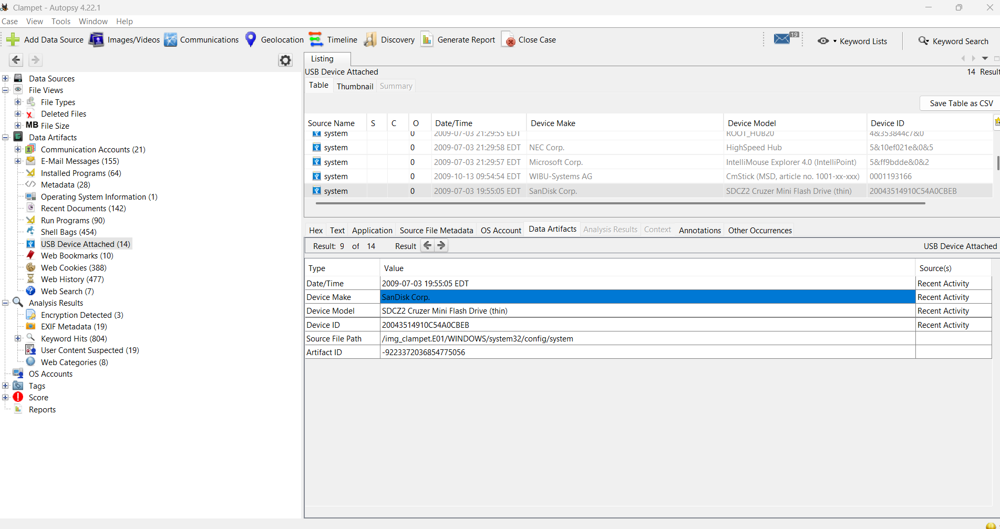 Clampet - Autopsy 4.22.1
Case View Tools Window Help
Add Data Source Images/Videos Communications Geolocation Timeline Discovery Generate Report Close Case 19 Keyword Lists Keyword Search
Data Sources
File Views
File Types
Deleted Files
MB File Size
Data Artifacts
Communication Accounts (21)
E-Mail Messages (155)
Installed Programs (64)
Metadata (28)
Operating System Information (1)
Recent Documents (142)
Run Programs (90)
Shell Bags (454)
USB Device Attached (14)
Web Bookmarks (10)
Web Cookies (388)
Web History (477)
Web Search (7)
Analysis Results
Encryption Detected (3)
EXIF Metadata (19)
Keyword Hits (804)
User Content Suspected (19)
Web Categories (8)
OS Accounts
Tags
Score
Reports
Listing
USB Device Attached 14 Result
Table Thumbnail Summary
Save Table as CSV
Source Name S C O Date/Time Device Make Device Model Device ID
system 0 2009-07-03 21:29:55 EDT ROOT_HUB20 4&353844c7&0
system 0 2009-07-03 21:29:58 EDT NEC Corp. HighSpeed Hub 5&10ef021e&0&5
system 0 2009-07-03 21:29:57 EDT Microsoft Corp. IntelliMouse Explorer 4.0 (IntelliPoint) 5&ff9bdde&0&2
system 0 2009-10-13 09:54:54 EDT WIBU-Systems AG CmStick (MSD, article no. 1001-xx-xxx) 0001193166
system 0 2009-07-03 19:55:05 EDT SanDisk Corp. SDCZ2 Cruzer Mini Flash Drive (thin) 20043514910C54A0CBEB
Hex Text Application Source File Metadata OS Account Data Artifacts Analysis Results Context Annotations Other Occurrences
Result: 9 of 14 Result USB Device Attached
Type Value Source(s)
Date/Time 2009-07-03 19:55:05 EDT Recent Activity
Device Make SanDisk Corp. Recent Activity
Device Model SDCZ2 Cruzer Mini Flash Drive (thin) Recent Activity
Device ID 20043514910C54A0CBEB Recent Activity
Source File Path /img_clampet.E01/WINDOWS/system32/config/system
Artifact ID -9223372036854775056